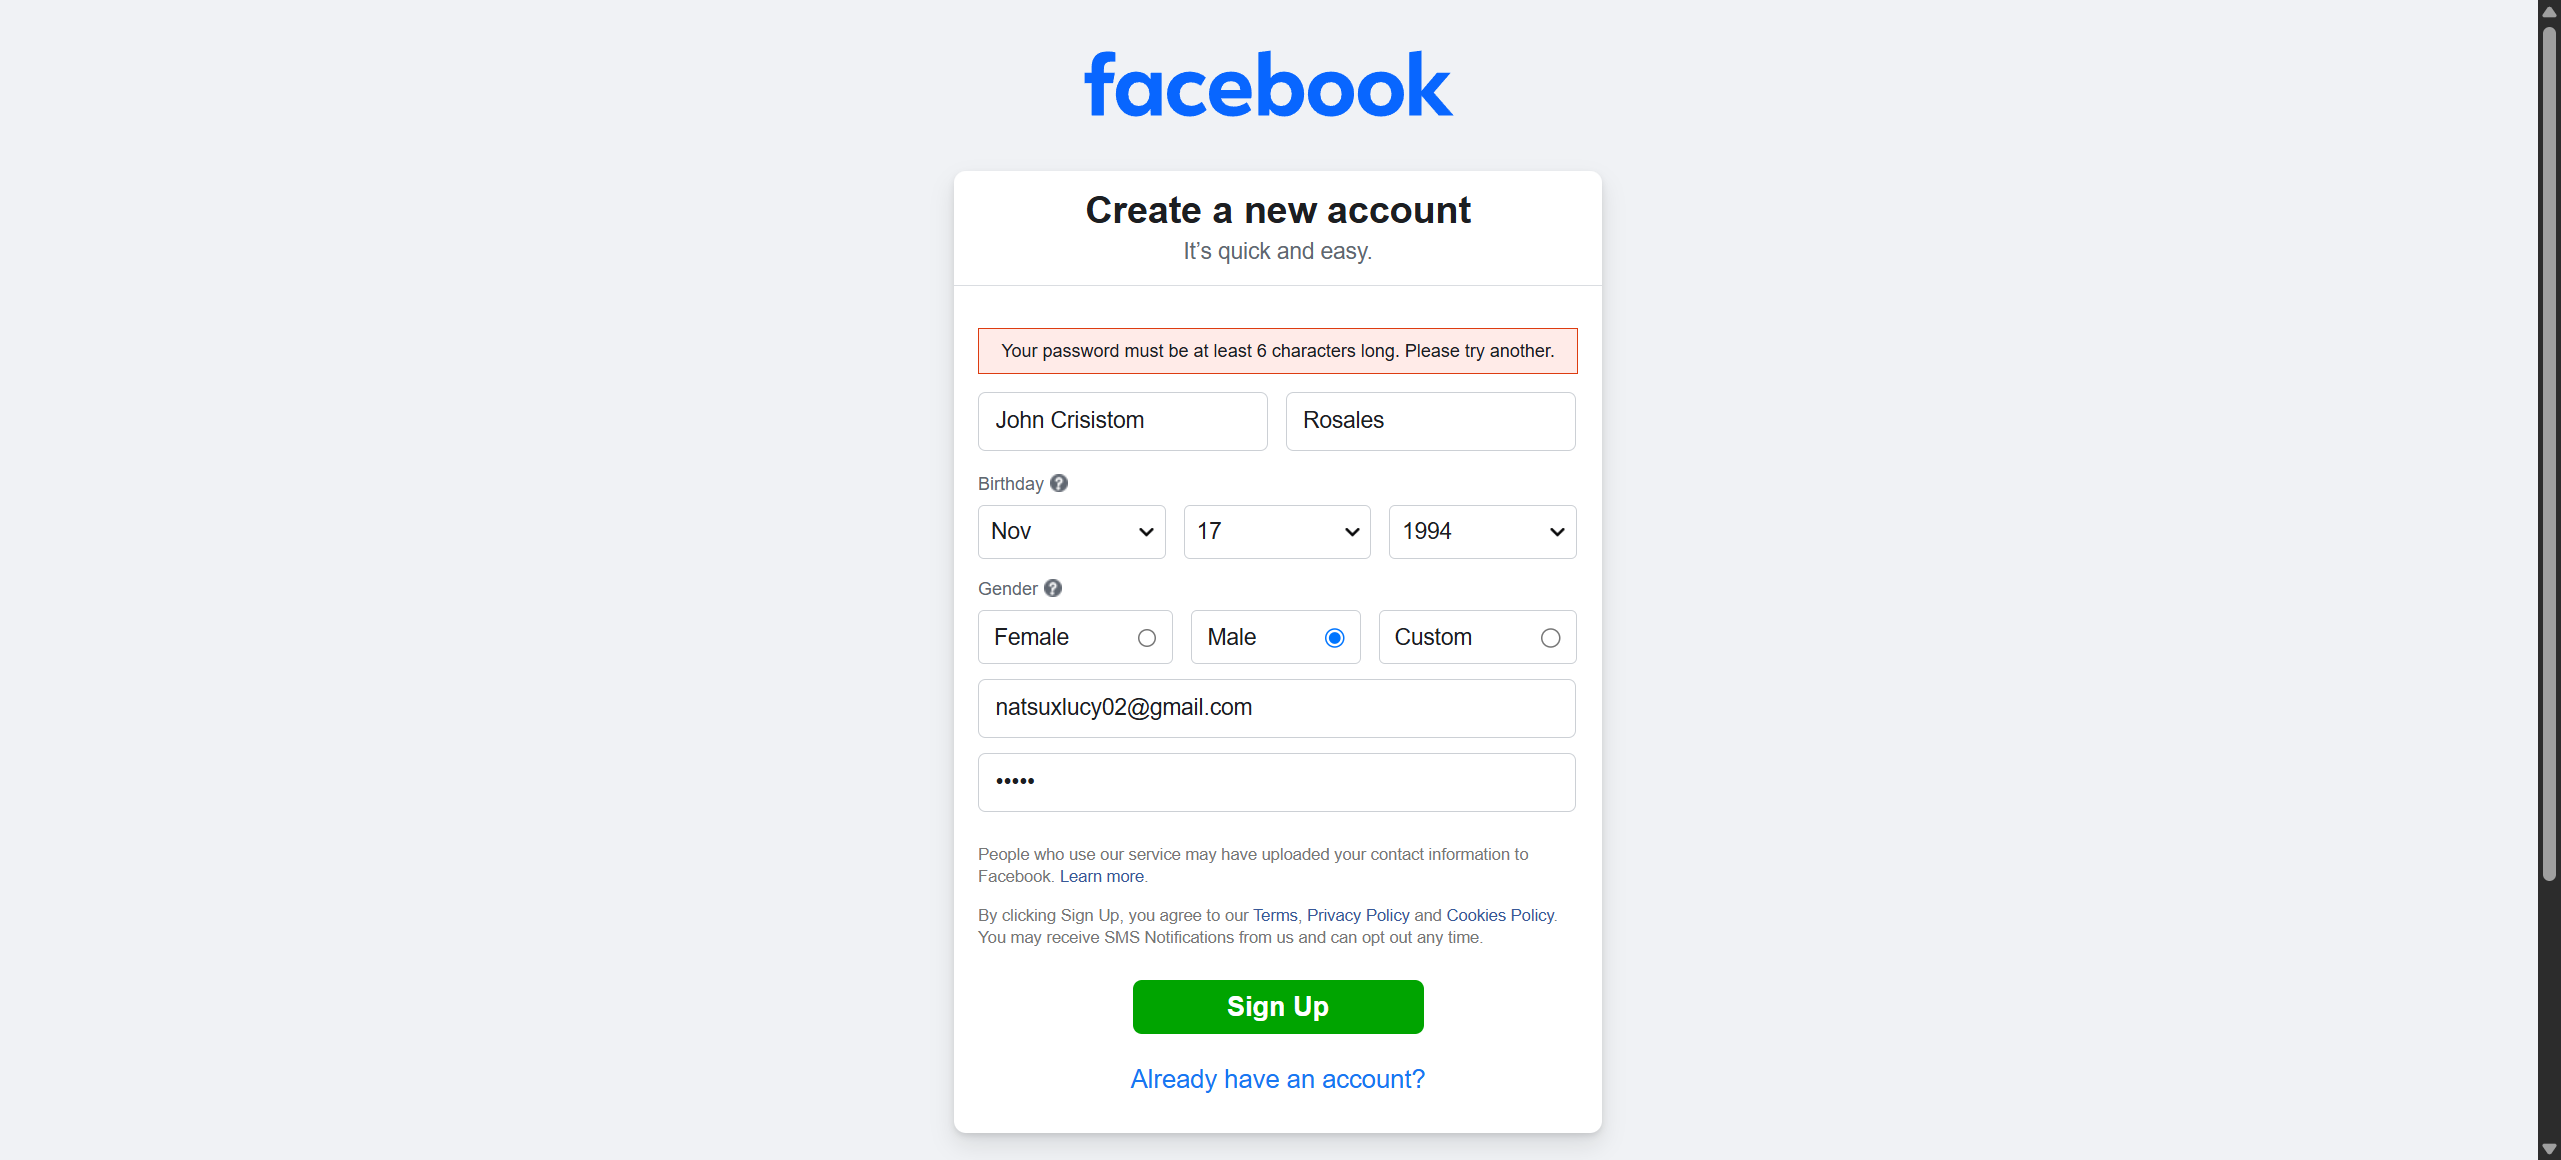 facebook
Create a new account
It’s quick and easy.
Your password must be at least 6 characters long. Please try another.
John Crisistom Rosales
Birthday ?
Nov 17 1994
Gender ?
Female Male Custom
natsuxlucy02@gmail.com
•••••
People who use our service may have uploaded your contact information to
Facebook. Learn more.
By clicking Sign Up, you agree to our Terms, Privacy Policy and Cookies Policy.
You may receive SMS Notifications from us and can opt out any time.
Sign Up
Already have an account?